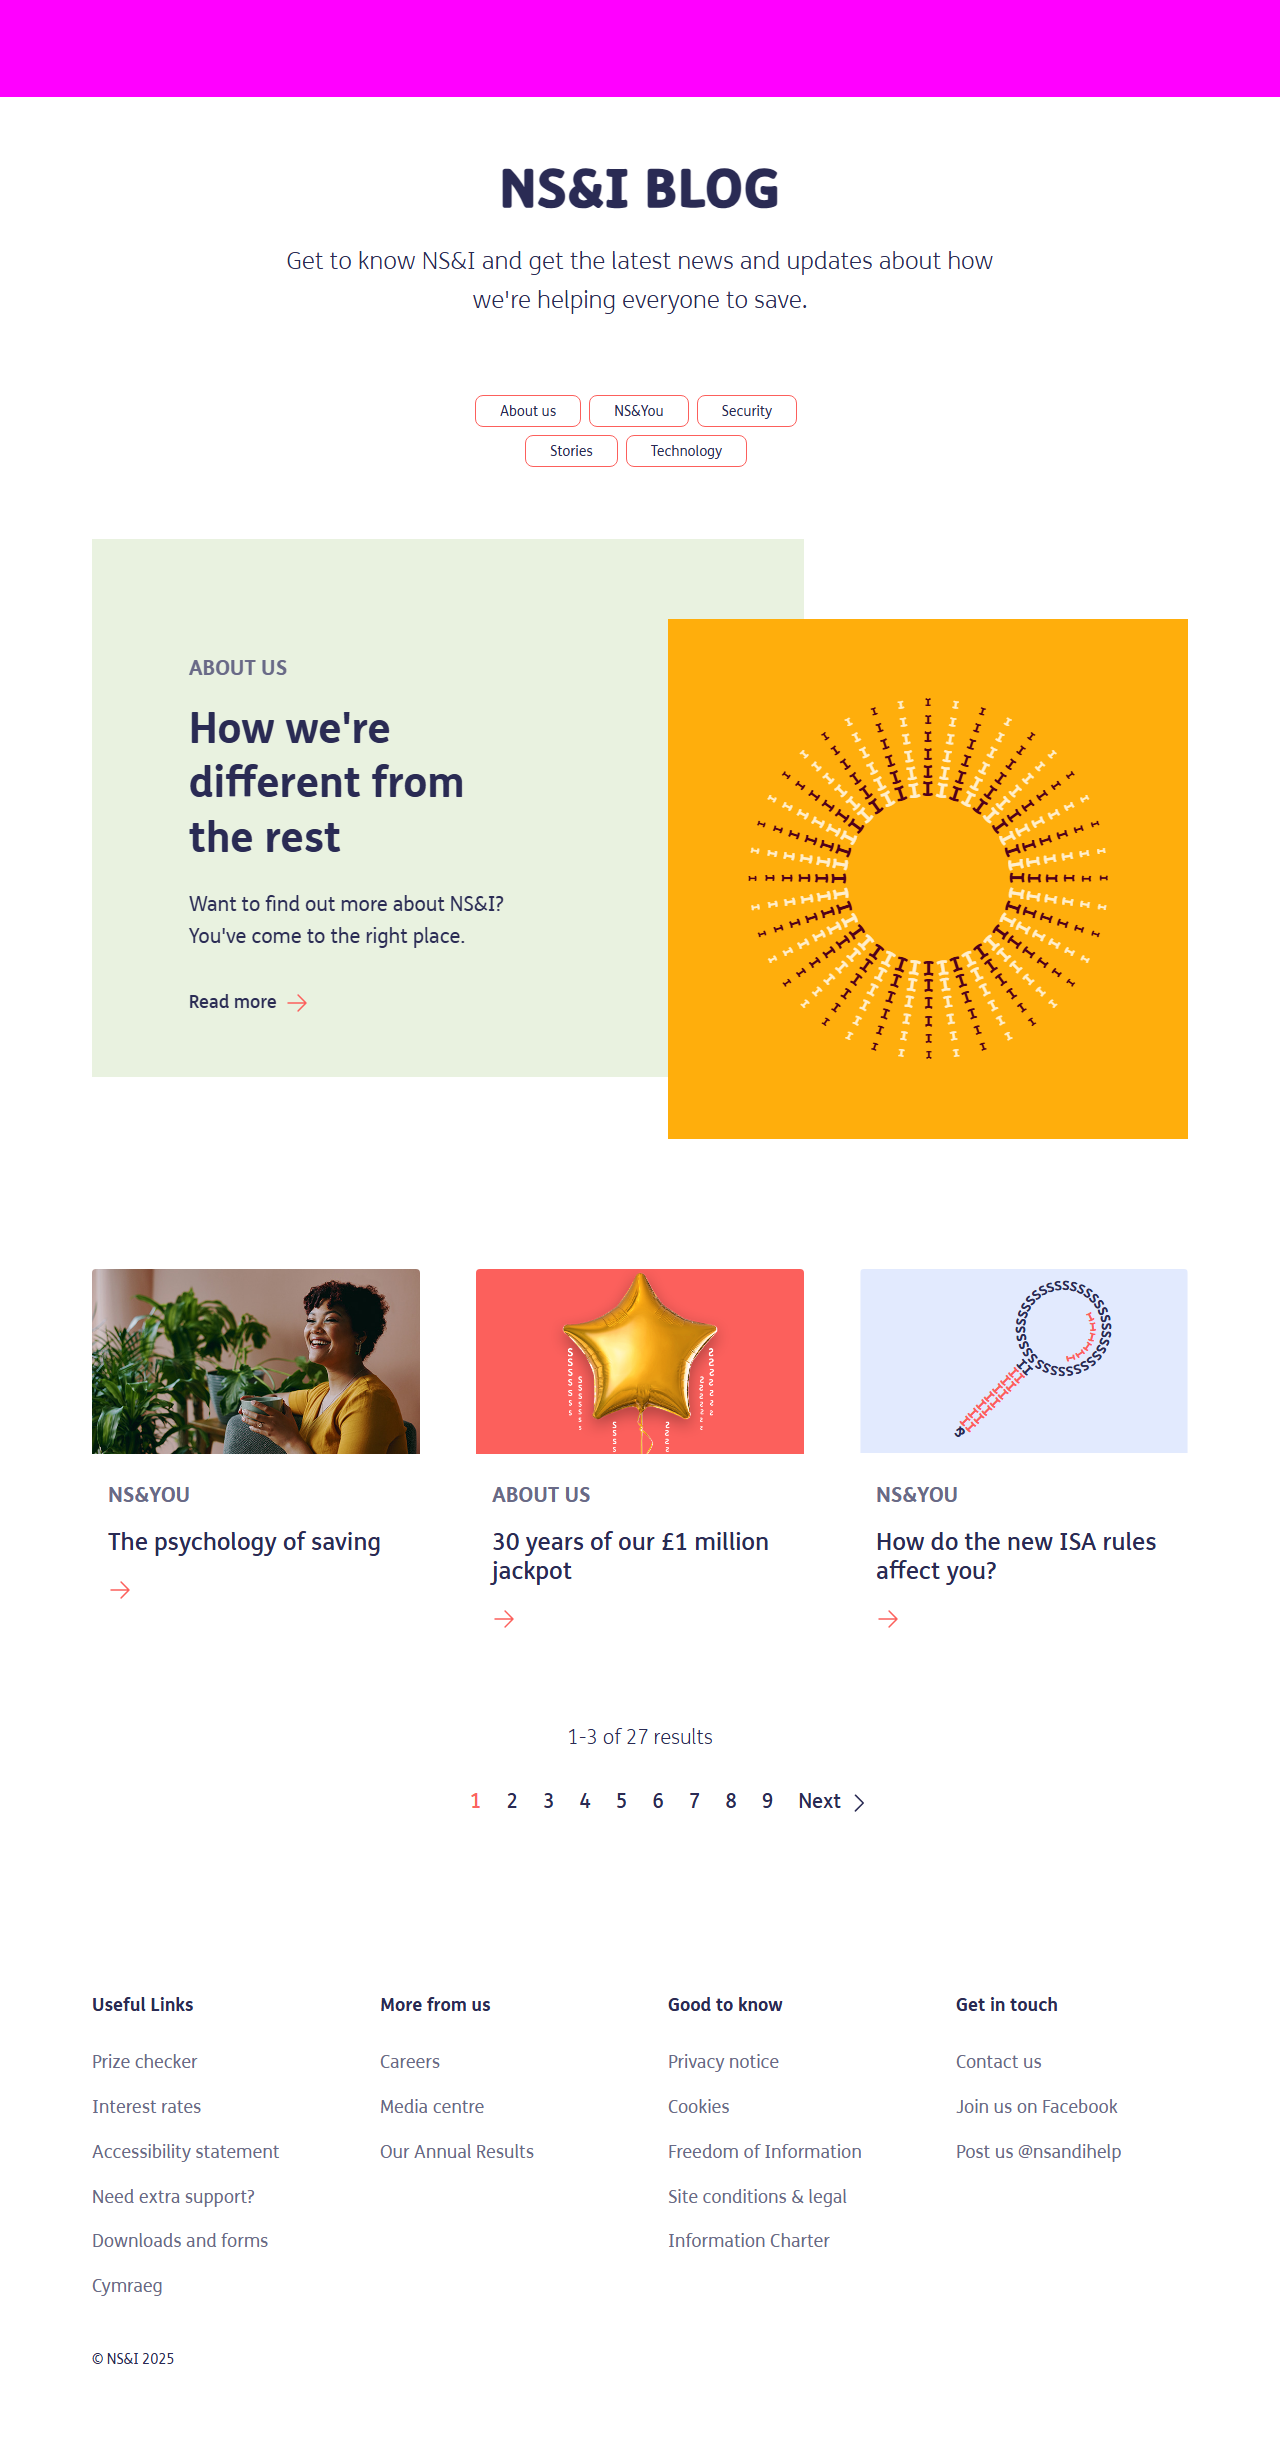 NS&I BLOG
Get to know NS&I and get the latest news and updates about how
we're helping everyone to save.
About us
NS&You
Security
Stories
Technology
ABOUT US
How we're
different from
the rest
Want to find out more about NS&I?
You've come to the right place.
Read more
NS&YOU
The psychology of saving
ABOUT US
30 years of our £1 million
jackpot
NS&YOU
How do the new ISA rules
affect you?
1-3 of 27 results
1 2 3 4 5 6 7 8 9 Next
Useful Links
Prize checker
Interest rates
Accessibility statement
Need extra support?
Downloads and forms
Cymraeg
More from us
Careers
Media centre
Our Annual Results
Good to know
Privacy notice
Cookies
Freedom of Information
Site conditions & legal
Information Charter
Get in touch
Contact us
Join us on Facebook
Post us @nsandihelp
© NS&I 2025